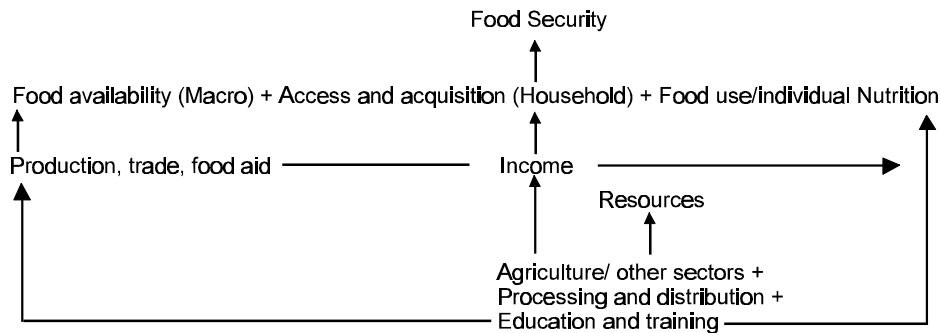 Food Security
Food availability (Macro) + Access and acquisition (Household) + Food use/individual Nutrition
Production, trade, food aid
Income
Resources
Agriculture/ other sectors +
Processing and distribution +
Education and training